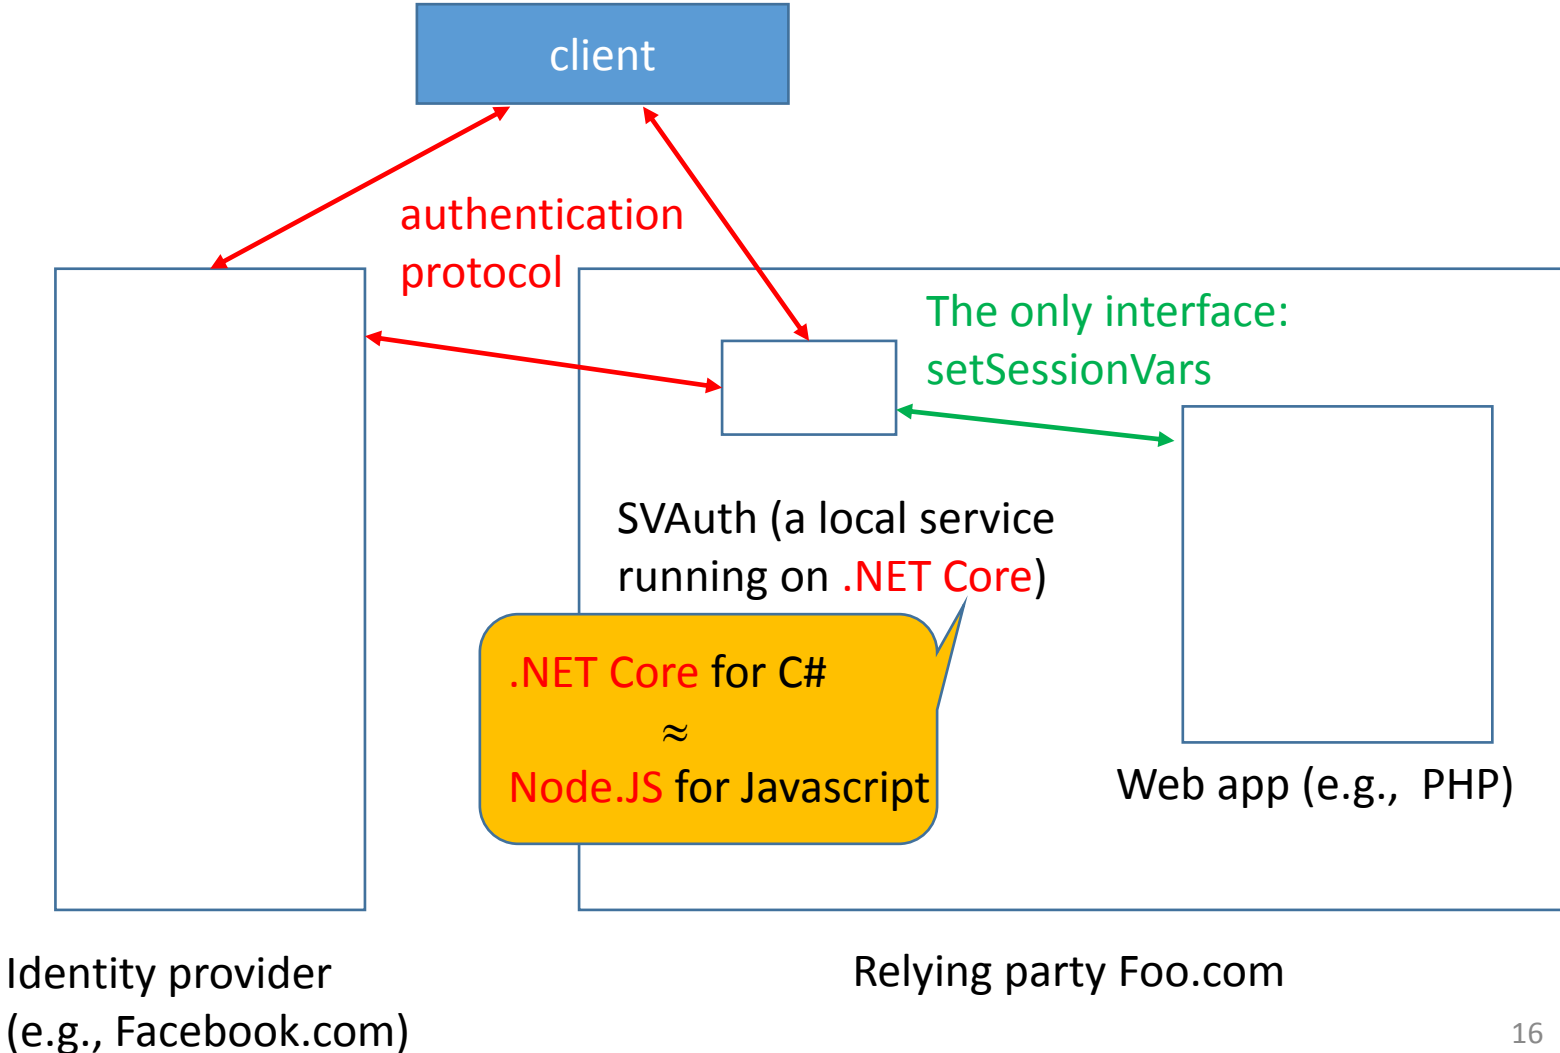 client
authentication
protocol
The only interface:
setSessionVars
SVAuth (a local service
running on .NET Core)
.NET Core for C#
≈
Node.JS for Javascript
Web app (e.g., PHP)
Identity provider
(e.g., Facebook.com)
Relying party Foo.com
16